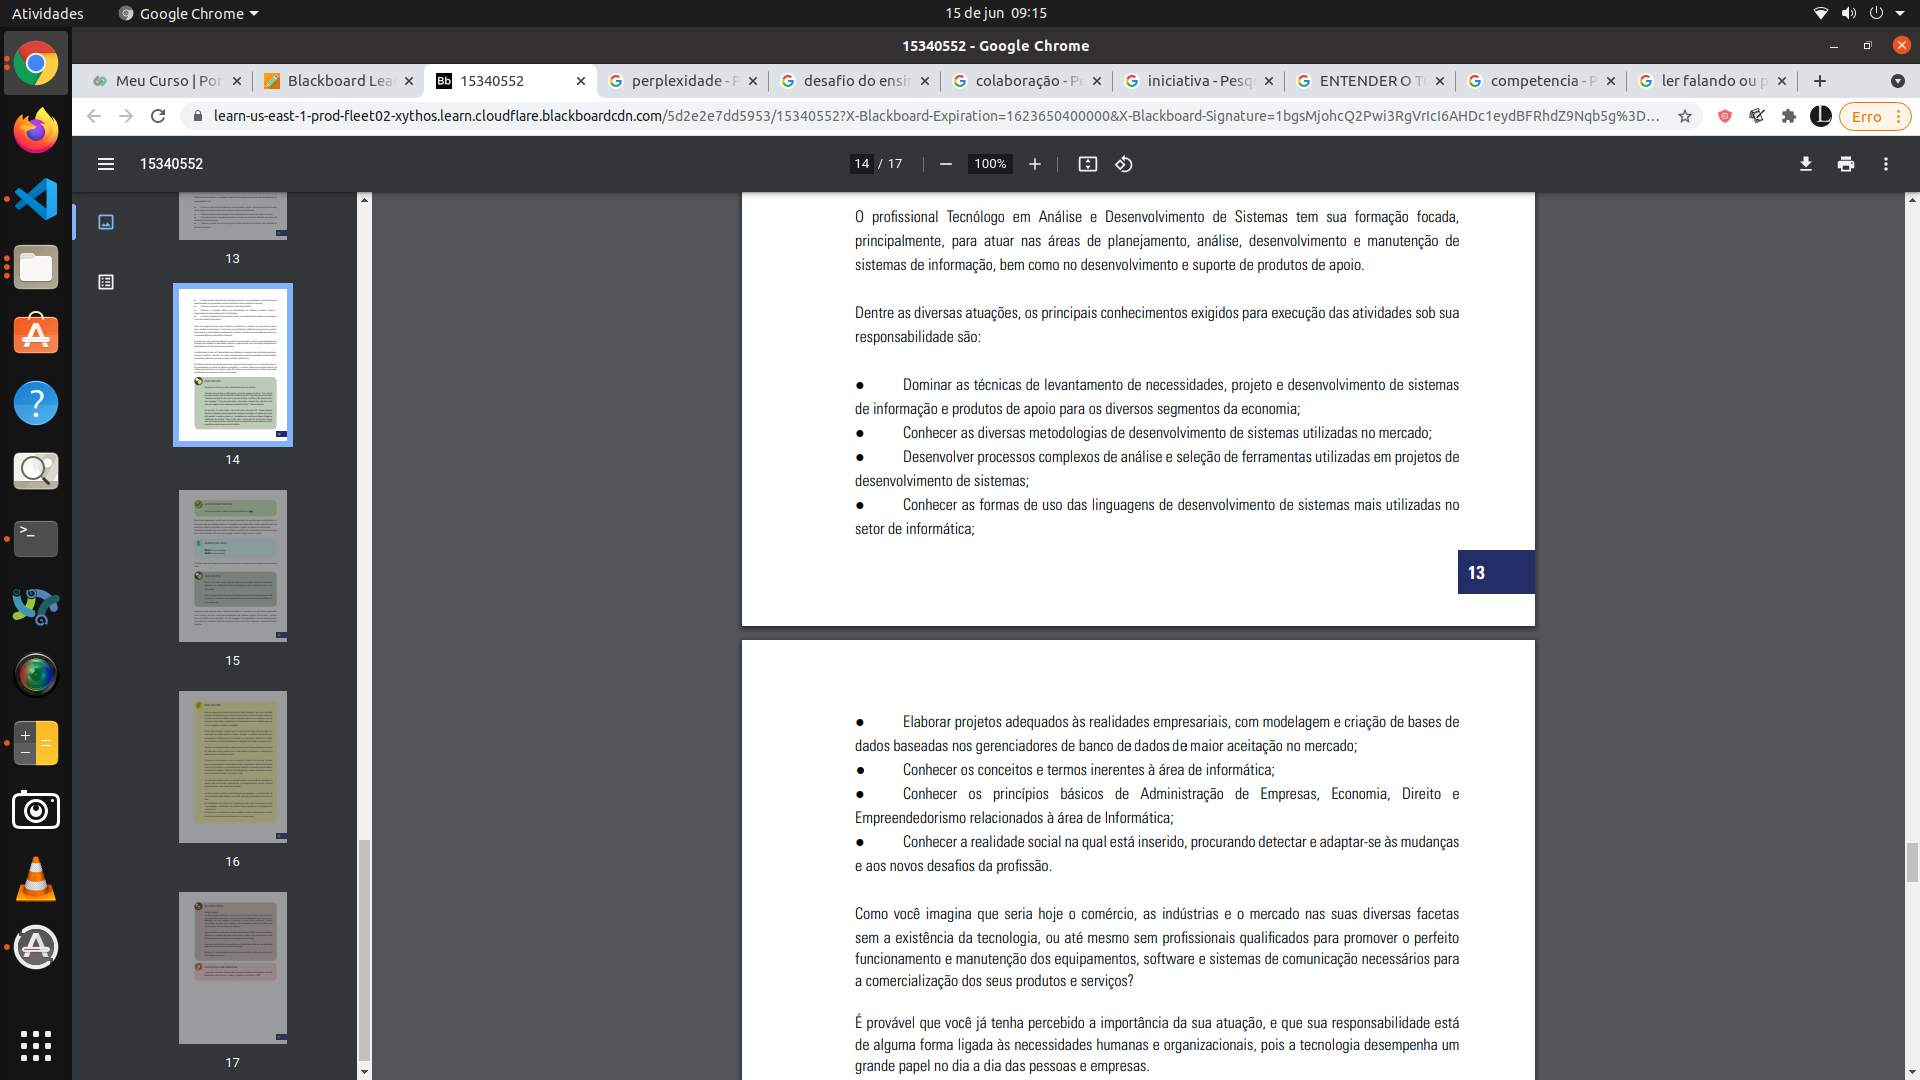 Atividades
Google Chrome
15 de jun 09:15
15340552 - Google Chrome
Meu Curso | Por
Blackboard Lea
15340552
perplexidade - P
desafio do ensi
colaboração - Pe
iniciativa - Pesq
ENTENDER O T
competencia - P
ler falando ou p
learn-us-east-1-prod-fleet02-xythos.learn.cloudflare.blackboardcdn.com/5d2e2e7dd5953/15340552?X-Blackboard-Expiration=1623650400000&X-Blackboard-Signature=1bgsMjohcQ2Pwi3RgVrIcI6AHDc1eydBFRhdZ9Nqb5g%3D...
Erro
15340552
14 / 17
100%
13
14
15
16
17
O profissional Tecnólogo em Análise e Desenvolvimento de Sistemas tem sua formação focada,
principalmente, para atuar nas áreas de planejamento, análise, desenvolvimento e manutenção de
sistemas de informação, bem como no desenvolvimento e suporte de produtos de apoio.
Dentre as diversas atuações, os principais conhecimentos exigidos para execução das atividades sob sua
responsabilidade são:
● Dominar as técnicas de levantamento de necessidades, projeto e desenvolvimento de sistemas
de informação e produtos de apoio para os diversos segmentos da economia;
● Conhecer as diversas metodologias de desenvolvimento de sistemas utilizadas no mercado;
● Desenvolver processos complexos de análise e seleção de ferramentas utilizadas em projetos de
desenvolvimento de sistemas;
● Conhecer as formas de uso das linguagens de desenvolvimento de sistemas mais utilizadas no
setor de informática;
13
● Elaborar projetos adequados às realidades empresariais, com modelagem e criação de bases de
dados baseadas nos gerenciadores de banco de dados de maior aceitação no mercado;
● Conhecer os conceitos e termos inerentes à área de informática;
● Conhecer os princípios básicos de Administração de Empresas, Economia, Direito e
Empreendedorismo relacionados à área de Informática;
● Conhecer a realidade social na qual está inserido, procurando detectar e adaptar-se às mudanças
e aos novos desafios da profissão.
Como você imagina que seria hoje o comércio, as indústrias e o mercado nas suas diversas facetas
sem a existência da tecnologia, ou até mesmo sem profissionais qualificados para promover o perfeito
funcionamento e manutenção dos equipamentos, software e sistemas de comunicação necessários para
a comercialização dos seus produtos e serviços?
É provável que você já tenha percebido a importância da sua atuação, e que sua responsabilidade está
de alguma forma ligada às necessidades humanas e organizacionais, pois a tecnologia desempenha um
grande papel no dia a dia das pessoas e empresas.